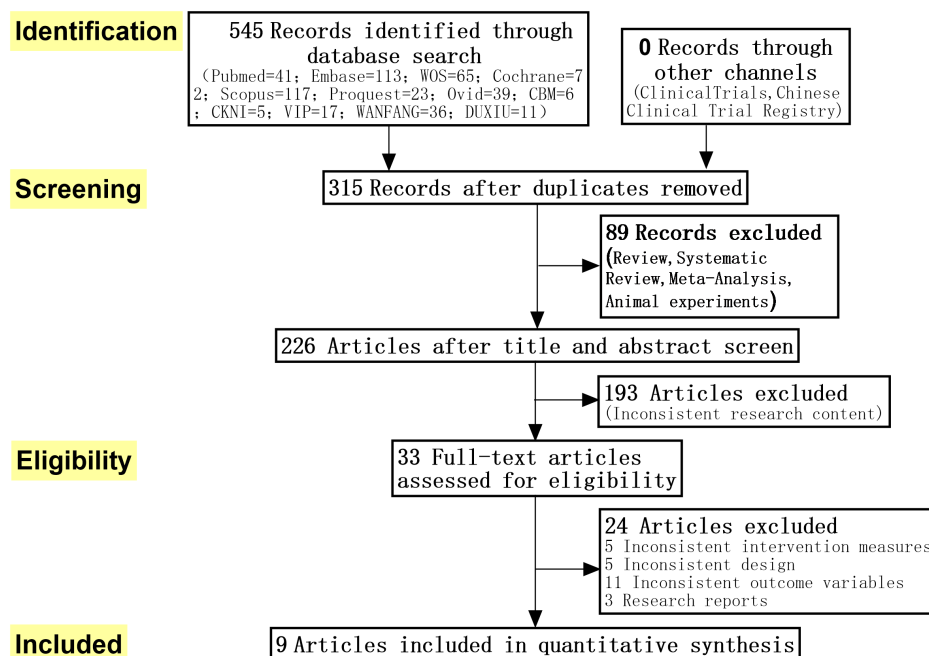 Identification
545 Records identified through
database search
(Pubmed=41; Embase=113; WOS=65; Cochrane=7
2; Scopus=117; Proquest=23; Ovid=39; CBM=6
; CKNI=5; VIP=17; WANFANG=36; DUXIU=11)
0 Records through
other channels
(ClinicalTrials, Chinese
Clinical Trial Registry)
Screening
315 Records after duplicates removed
89 Records excluded
(Review, Systematic
Review, Meta-Analysis,
Animal experiments)
226 Articles after title and abstract screen
193 Articles excluded
(Inconsistent research content)
Eligibility
33 Full-text articles
assessed for eligibility
24 Articles excluded
5 Inconsistent intervention measures
5 Inconsistent design
11 Inconsistent outcome variables
3 Research reports
Included
9 Articles included in quantitative synthesis